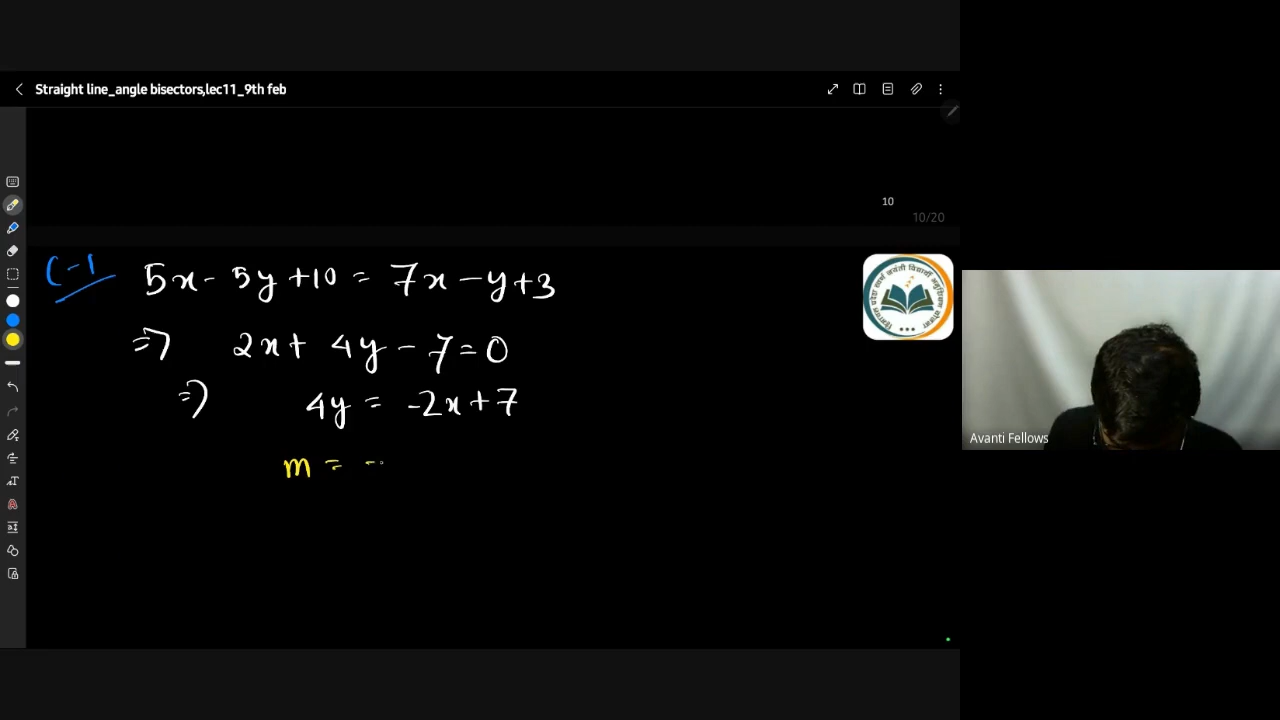 Straight line_angle bisectors,lec11_9th feb
10
10/20
C-1
5x - 5y + 10 = 7x - y + 3
=> 2x + 4y - 7 = 0
=> 4y = -2x + 7
m = -
Avanti Fellows